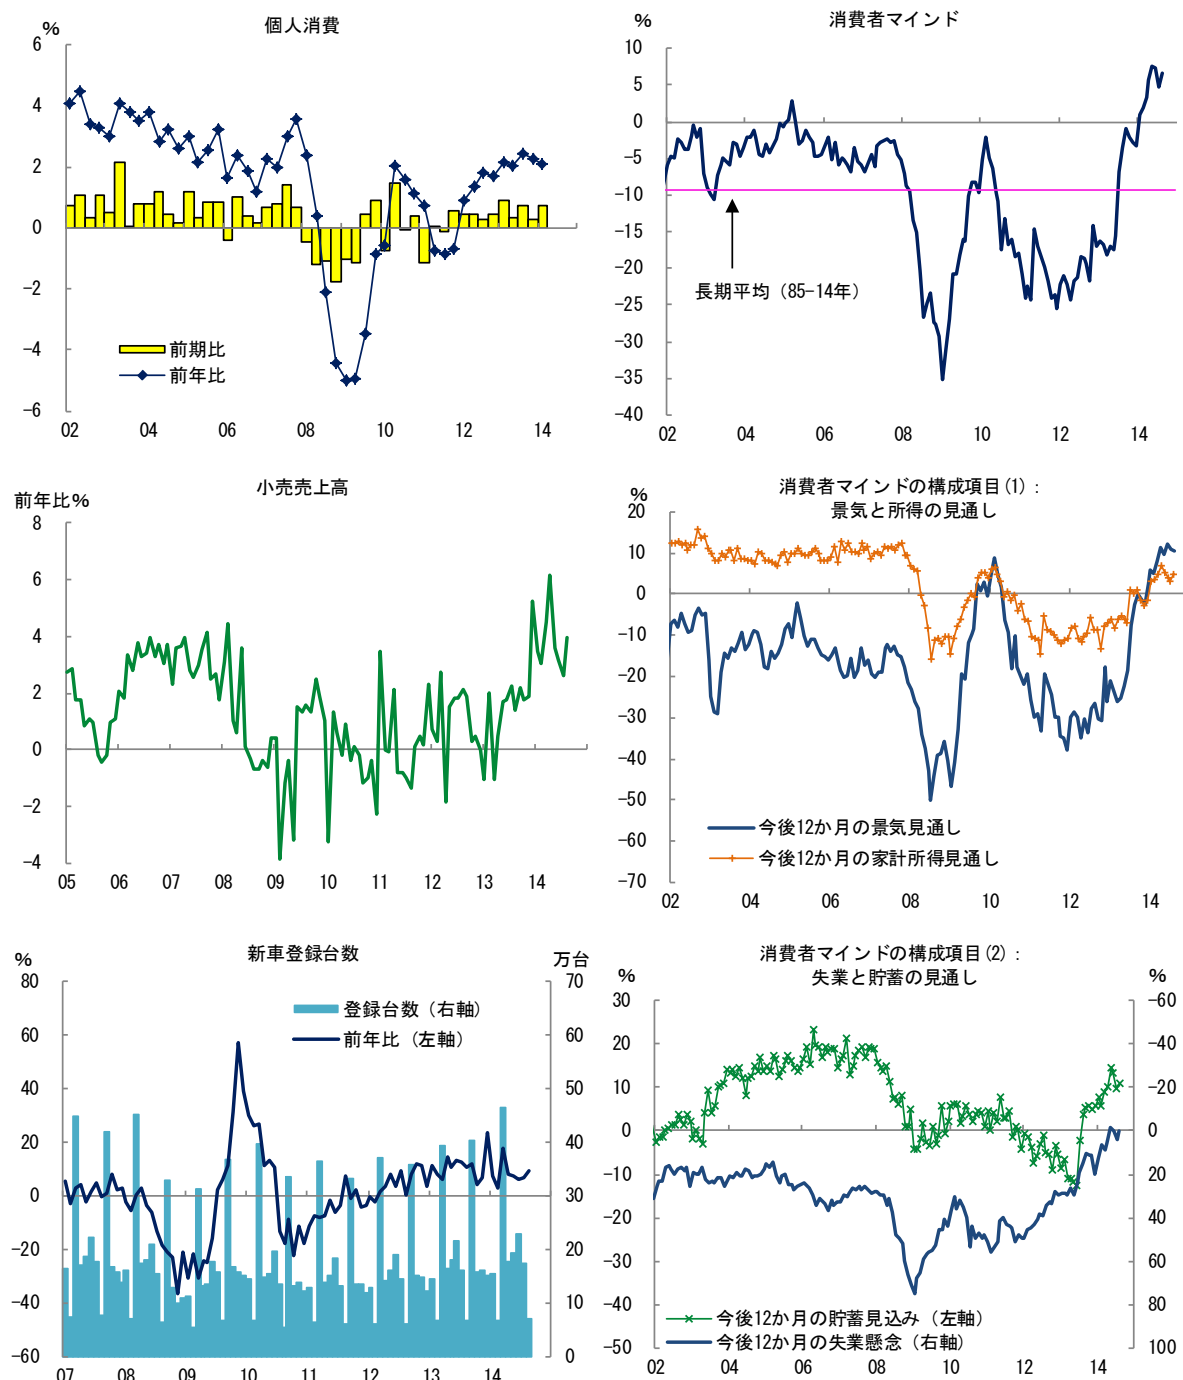 個人消費
%
6
4
2
0
-2
-4
-6
前期比
前年比
02 04 06 08 10 12 14
消費者マインド
%
10
5
0
-5
-10
-15
-20
-25
-30
-35
-40
長期平均（85-14年）
02 04 06 08 10 12 14
小売売上高
前年比%
8
6
4
2
0
-2
-4
05 06 07 08 09 10 11 12 13 14
消費者マインドの構成項目(1)：
景気と所得の見通し
%
20
10
0
-10
-20
-30
-40
-50
-60
-70
今後12か月の景気見通し
今後12か月の家計所得見通し
02 04 06 08 10 12 14
新車登録台数
% 万台
80 70
60 60
40 50
20 40
0 30
-20 20
-40 10
-60 0
登録台数（右軸）
前年比（左軸）
07 08 09 10 11 12 13 14
消費者マインドの構成項目(2)：
失業と貯蓄の見通し
% %
30 -60
20 -40
10 -20
0 0
-10 20
-20 40
-30 60
-40 80
-50 100
今後12か月の貯蓄見込み（左軸）
今後12か月の失業懸念（右軸）
02 04 06 08 10 12 14